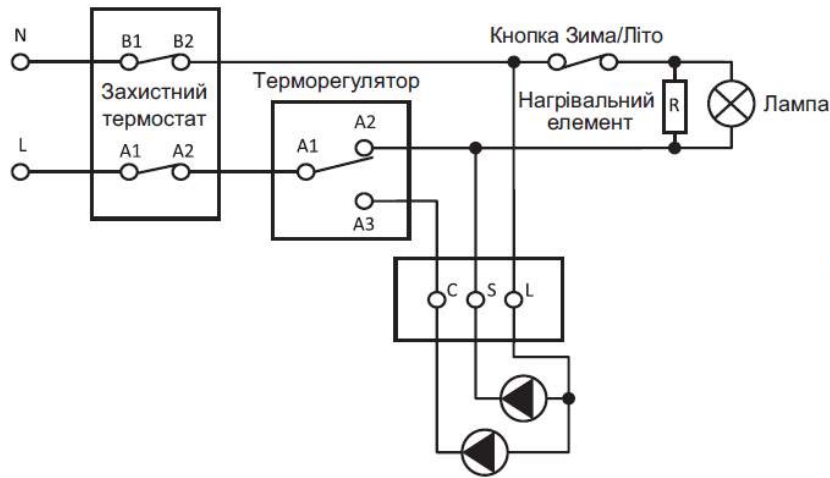 N
B1 B2
Кнопка Зима/Літо
Захистний
термостат
Терморегулятор
Нагрівальний
елемент
R
Лампа
L
A1 A2
A1
A2
A3
C S L